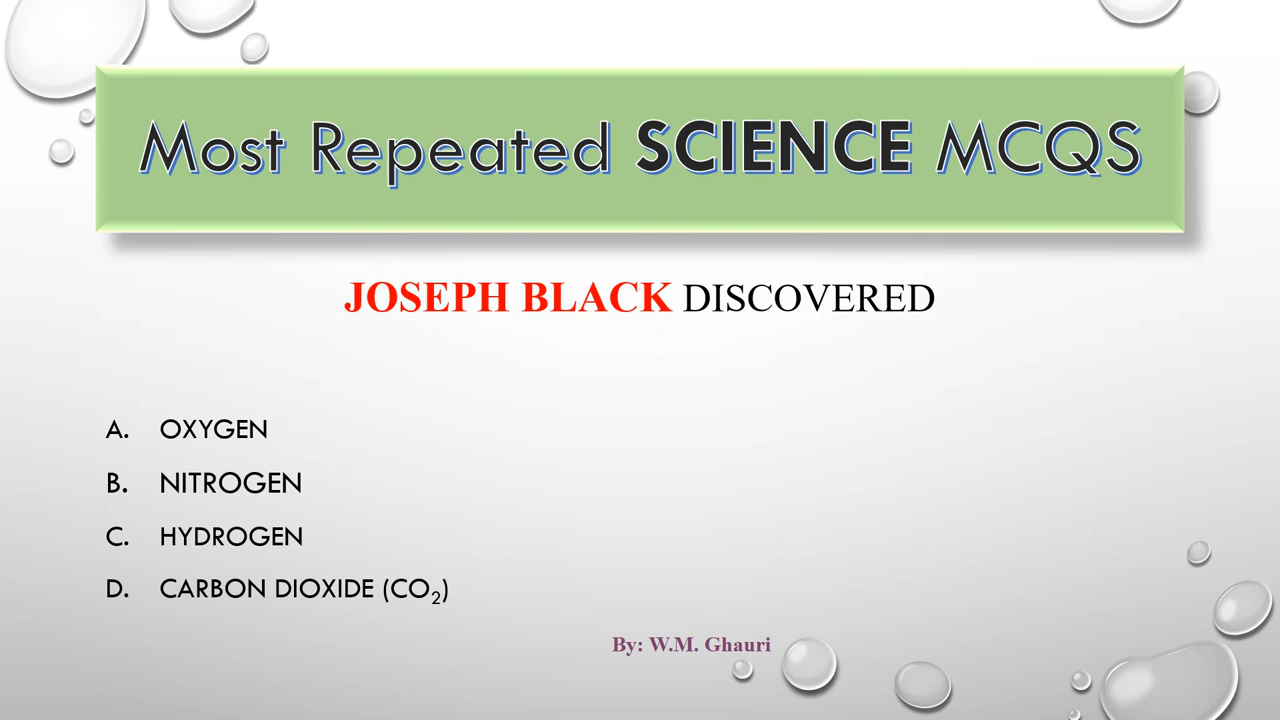 Most Repeated SCIENCE MCQS
JOSEPH BLACK DISCOVERED
A. OXYGEN
B. NITROGEN
C. HYDROGEN
D. CARBON DIOXIDE (CO₂)
By: W.M. Ghauri